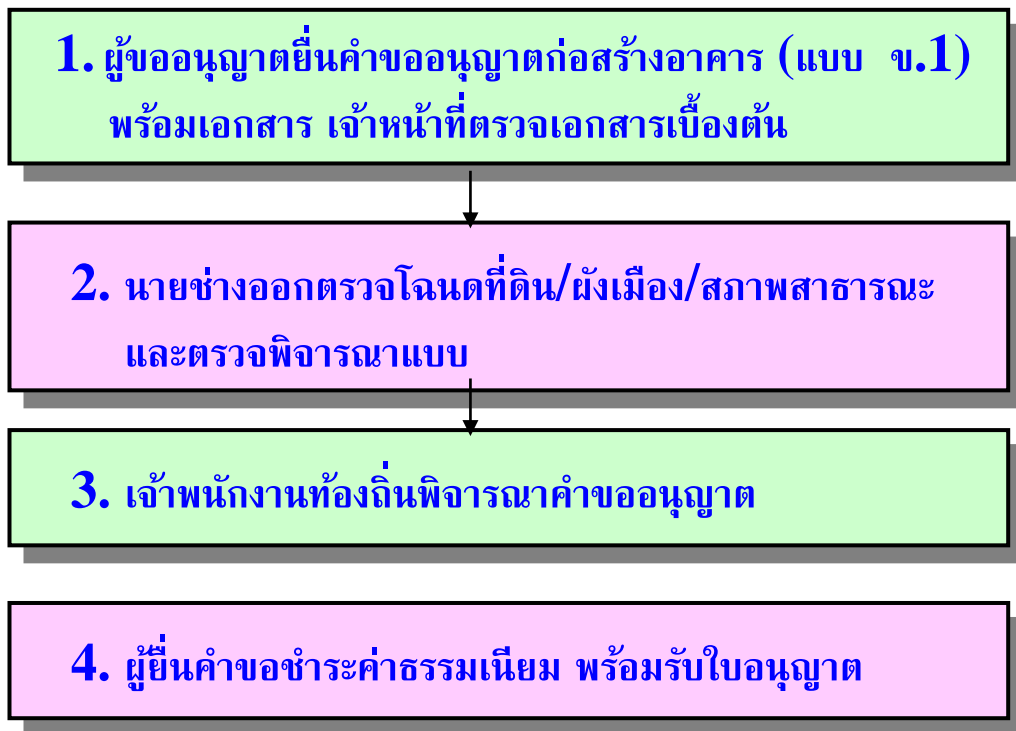 1. ผู้ขออนุญาตยื่นคำขออนุญาตก่อสร้างอาคาร (แบบ ข.1)
พร้อมเอกสาร เจ้าหน้าที่ตรวจเอกสารเบื้องต้น
2. นายช่างออกตรวจโฉนดที่ดิน/ผังเมือง/สภาพสาธารณะ
และตรวจพิจารณาแบบ
3. เจ้าพนักงานท้องถิ่นพิจารณาคำขออนุญาต
4. ผู้ยื่นคำขอชำระค่าธรรมเนียม พร้อมรับใบอนุญาต